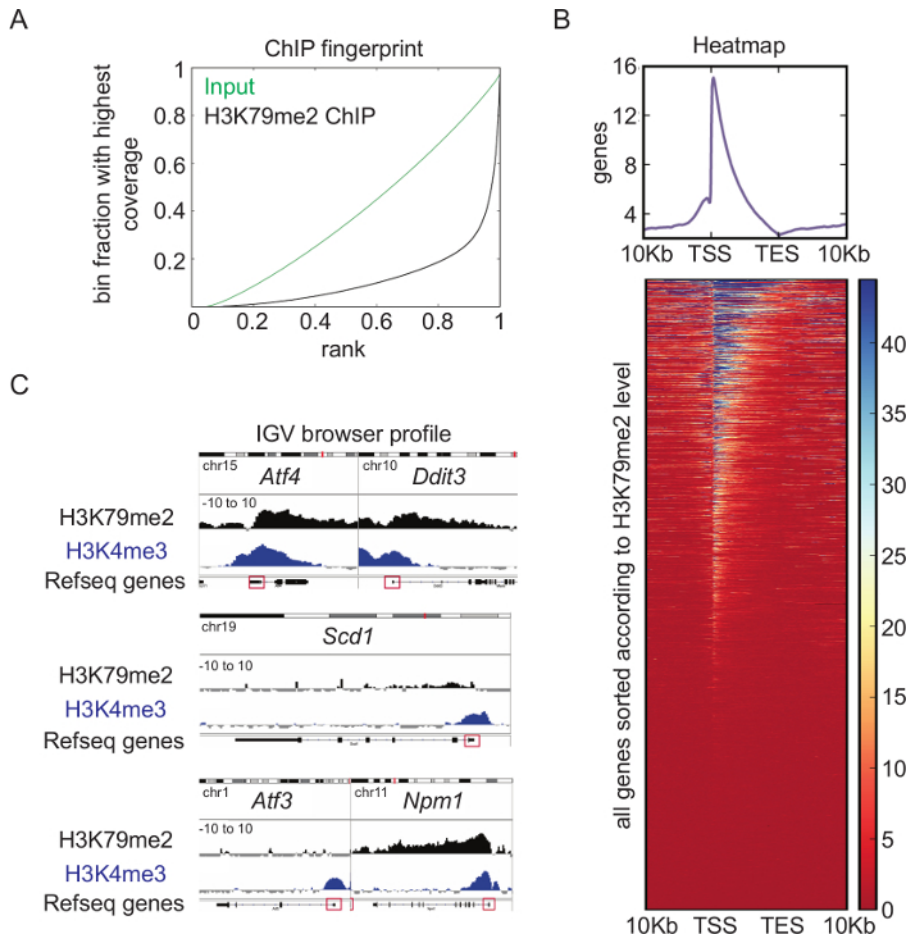 A
ChIP fingerprint
bin fraction with highest
coverage
1
0.8
0.6
0.4
0.2
Input
H3K79me2 ChIP
0
0.2
0.4
0.6
0.8
1
rank
B
Heatmap
genes
16
12
8
4
10Kb
TSS
TES
10Kb
all genes sorted according to H3K79me2 level
40
35
30
25
20
15
10
5
0
10Kb
TSS
TES
10Kb
C
IGV browser profile
chr15
Atf4
chr10
Ddit3
-10 to 10
H3K79me2
H3K4me3
Refseq genes
chr19
Scd1
-10 to 10
H3K79me2
H3K4me3
Refseq genes
chr1
Atf3
chr11
Npm1
-10 to 10
H3K79me2
H3K4me3
Refseq genes